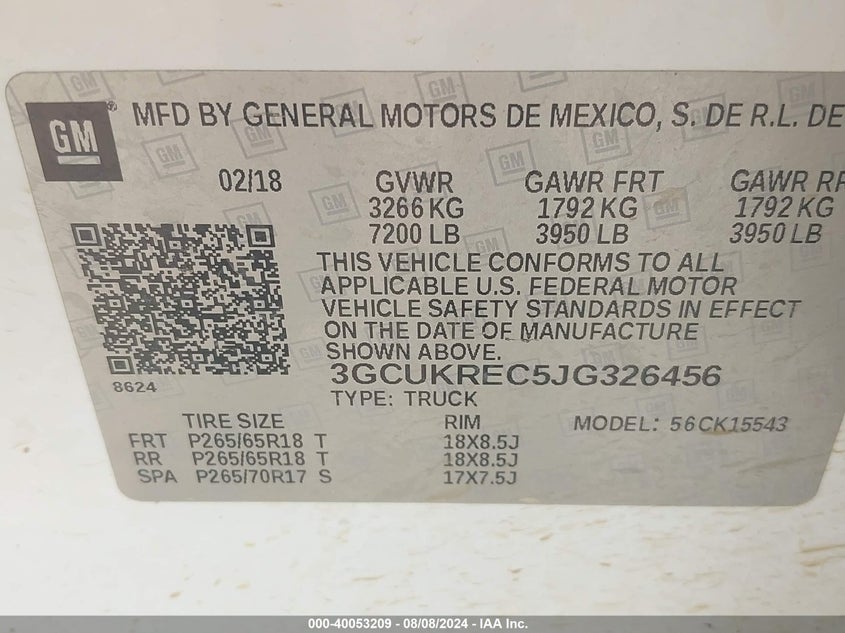 GM
MFD BY GENERAL MOTORS DE MEXICO, S. DE R.L. DE
02/18 GVWR GAWR FRT GAWR RR
3266 KG 1792 KG 1792 KG
7200 LB 3950 LB 3950 LB
THIS VEHICLE CONFORMS TO ALL
APPLICABLE U.S. FEDERAL MOTOR
VEHICLE SAFETY STANDARDS IN EFFECT
ON THE DATE OF MANUFACTURE
SHOWN ABOVE.
8624
3GCUKREC5JG326456
TYPE: TRUCK
TIRE SIZE RIM MODEL: 56CK15543
FRT P265/65R18 T 18X8.5J
RR P265/65R18 T 18X8.5J
SPA P265/70R17 S 17X7.5J
000-40053209 - 08/08/2024 - IAA Inc.